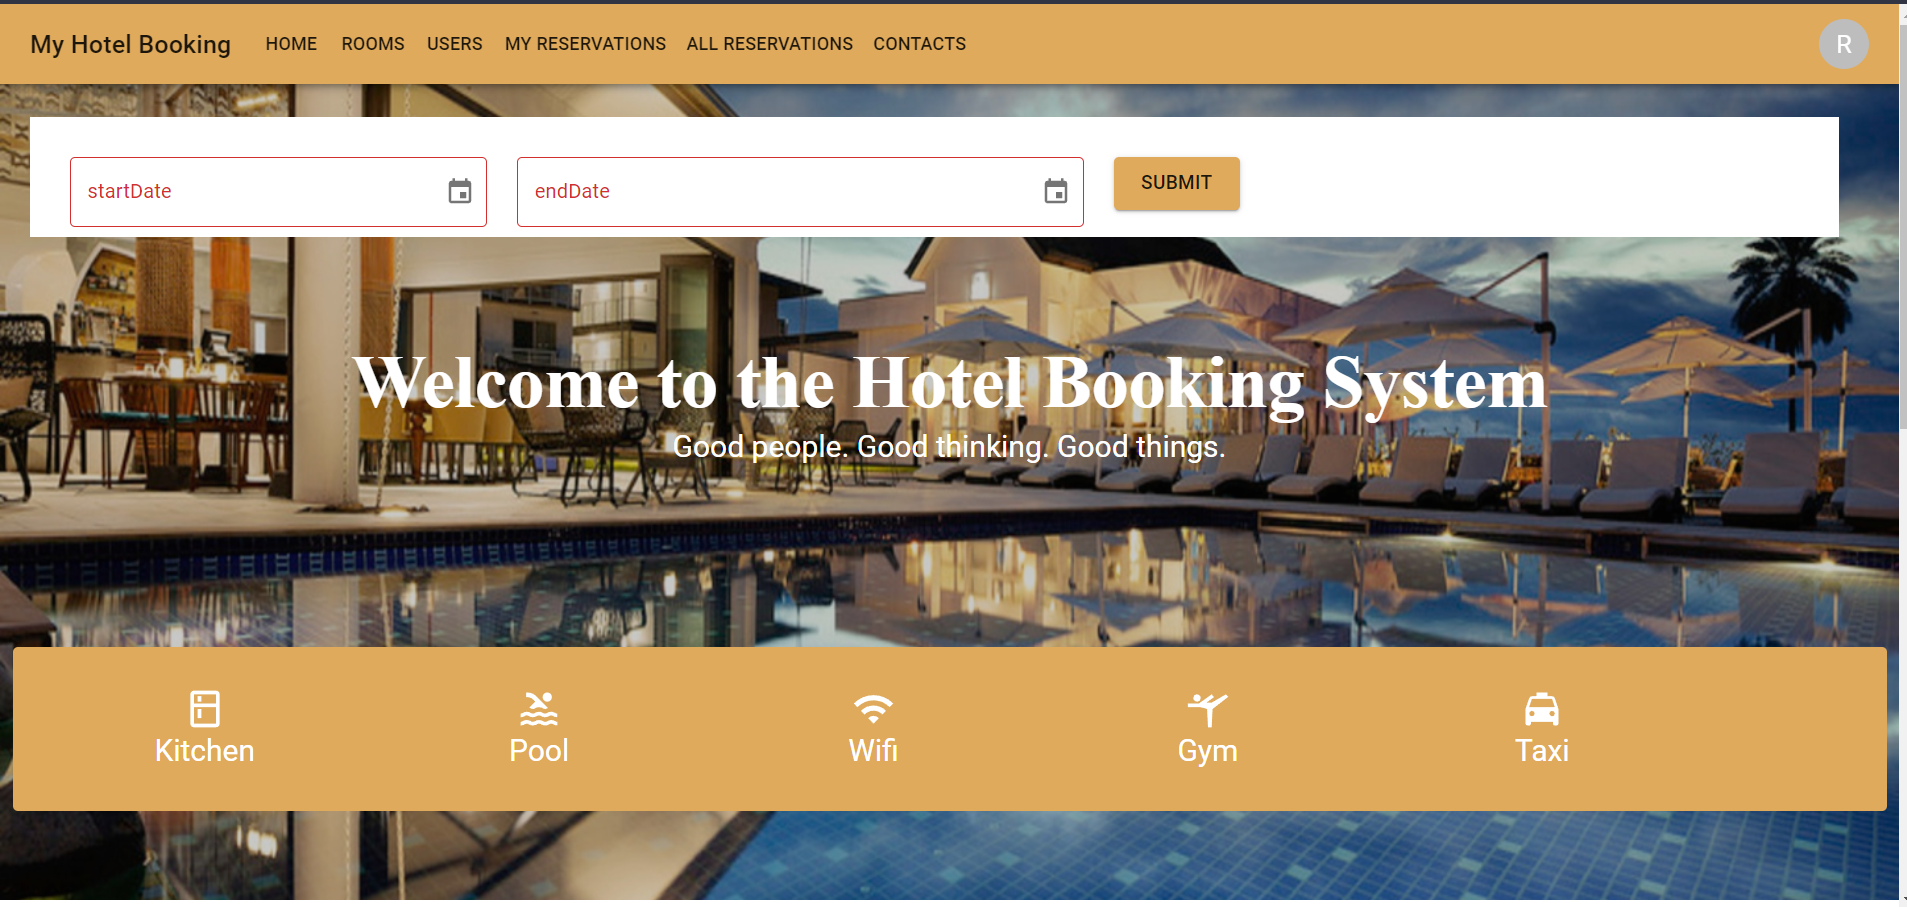 My Hotel Booking HOME ROOMS USERS MY RESERVATIONS ALL RESERVATIONS CONTACTS R
startDate endDate SUBMIT
Welcome to the Hotel Booking System
Good people. Good thinking. Good things.
Kitchen Pool Wifi Gym Taxi